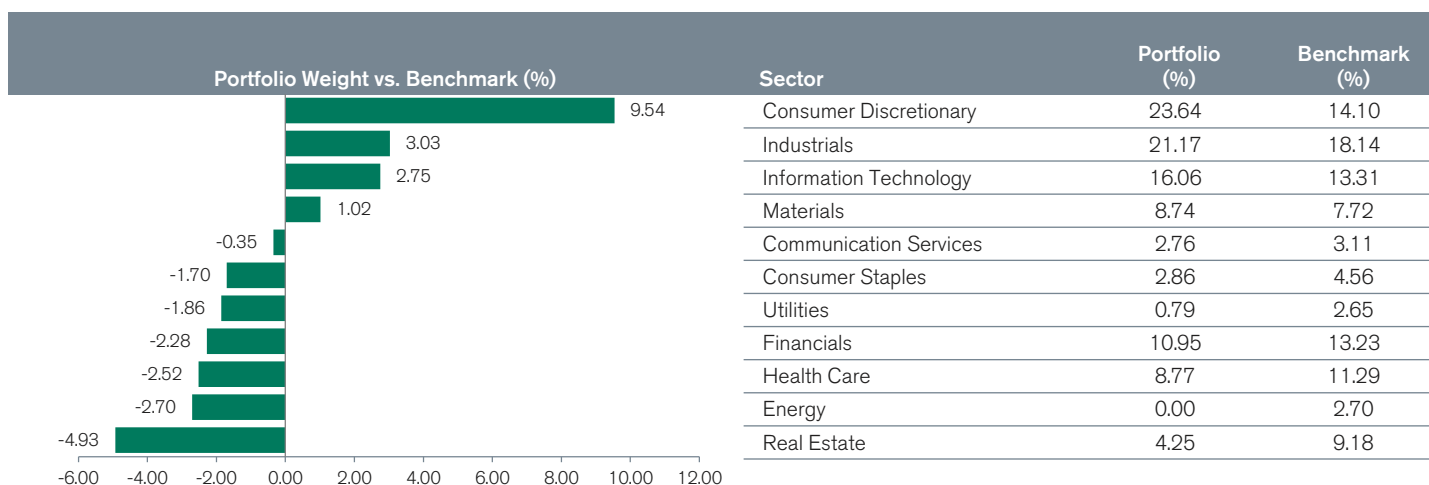 Portfolio Weight vs. Benchmark (%) Sector Portfolio (%) Benchmark (%)
9.54 Consumer Discretionary 23.64 14.10
3.03 Industrials 21.17 18.14
2.75 Information Technology 16.06 13.31
1.02 Materials 8.74 7.72
-0.35 Communication Services 2.76 3.11
-1.70 Consumer Staples 2.86 4.56
-1.86 Utilities 0.79 2.65
-2.28 Financials 10.95 13.23
-2.52 Health Care 8.77 11.29
-2.70 Energy 0.00 2.70
-4.93 Real Estate 4.25 9.18
-6.00 -4.00 -2.00 0.00 2.00 4.00 6.00 8.00 10.00 12.00